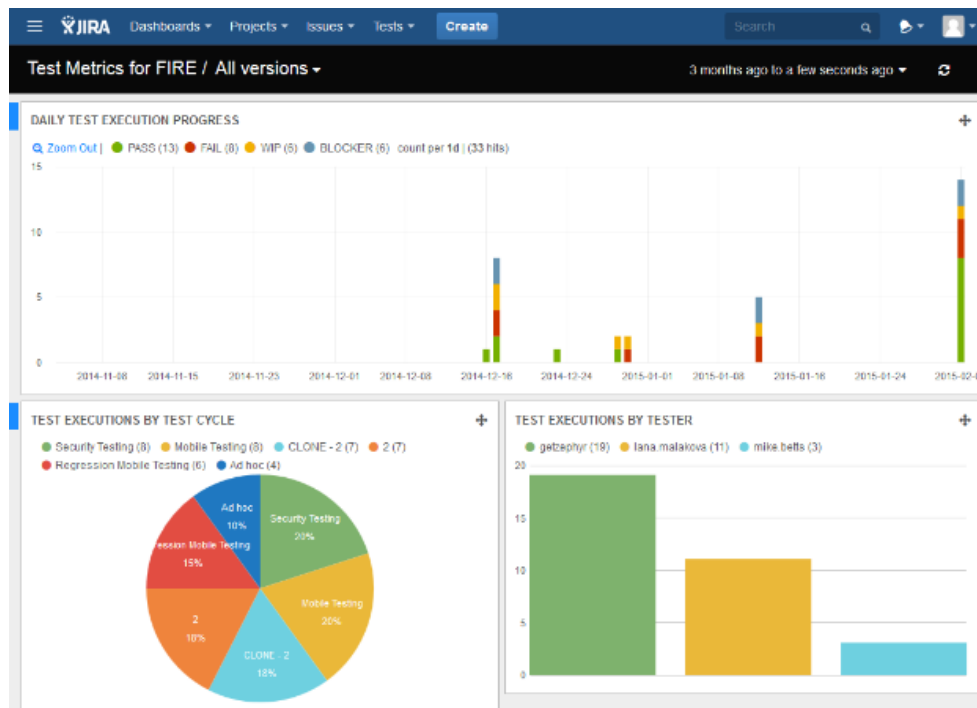 JIRA Dashboards Projects Issues Tests Create Search
Test Metrics for FIRE / All versions 3 months ago to a few seconds ago
DAILY TEST EXECUTION PROGRESS
Zoom Out | PASS (13) FAIL (8) WIP (6) BLOCKER (6) count per 1d | (33 hits)
15
10
5
0
2014-11-08 2014-11-15 2014-11-23 2014-12-01 2014-12-08 2014-12-16 2014-12-24 2015-01-01 2015-01-08 2015-01-16 2015-01-24 2015-02-0
TEST EXECUTIONS BY TEST CYCLE
Security Testing (8) Mobile Testing (8) CLONE - 2 (7) 2 (7)
Regression Mobile Testing (6) Ad hoc (4)
Ad hoc
10%
Security Testing
20%
ression Mobile Testing
15%
Mobile Testing
20%
2
18%
CLONE - 2
18%
TEST EXECUTIONS BY TESTER
getzephyr (19) lana.malakova (11) mike.betts (3)
20
15
10
5
0